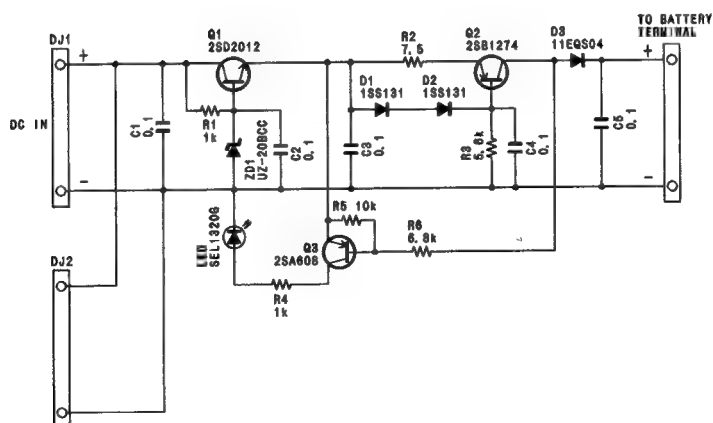 TO BATTERY
TERMINAL
DJ1
+
Q1
2SD2012
R2
7.5
Q2
2SB1274
D3
11EQS04
+
D1
1SS131
D2
1SS131
DC IN
C1
0.1
R1
1k
ZD1
UZ-20BCC
C2
0.1
C3
0.1
R3
5.6k
C4
0.1
C5
0.1
-
-
LED
SEL1320G
R5 10k
Q3
2SA608
R6
6.8k
DJ2
R4
1k